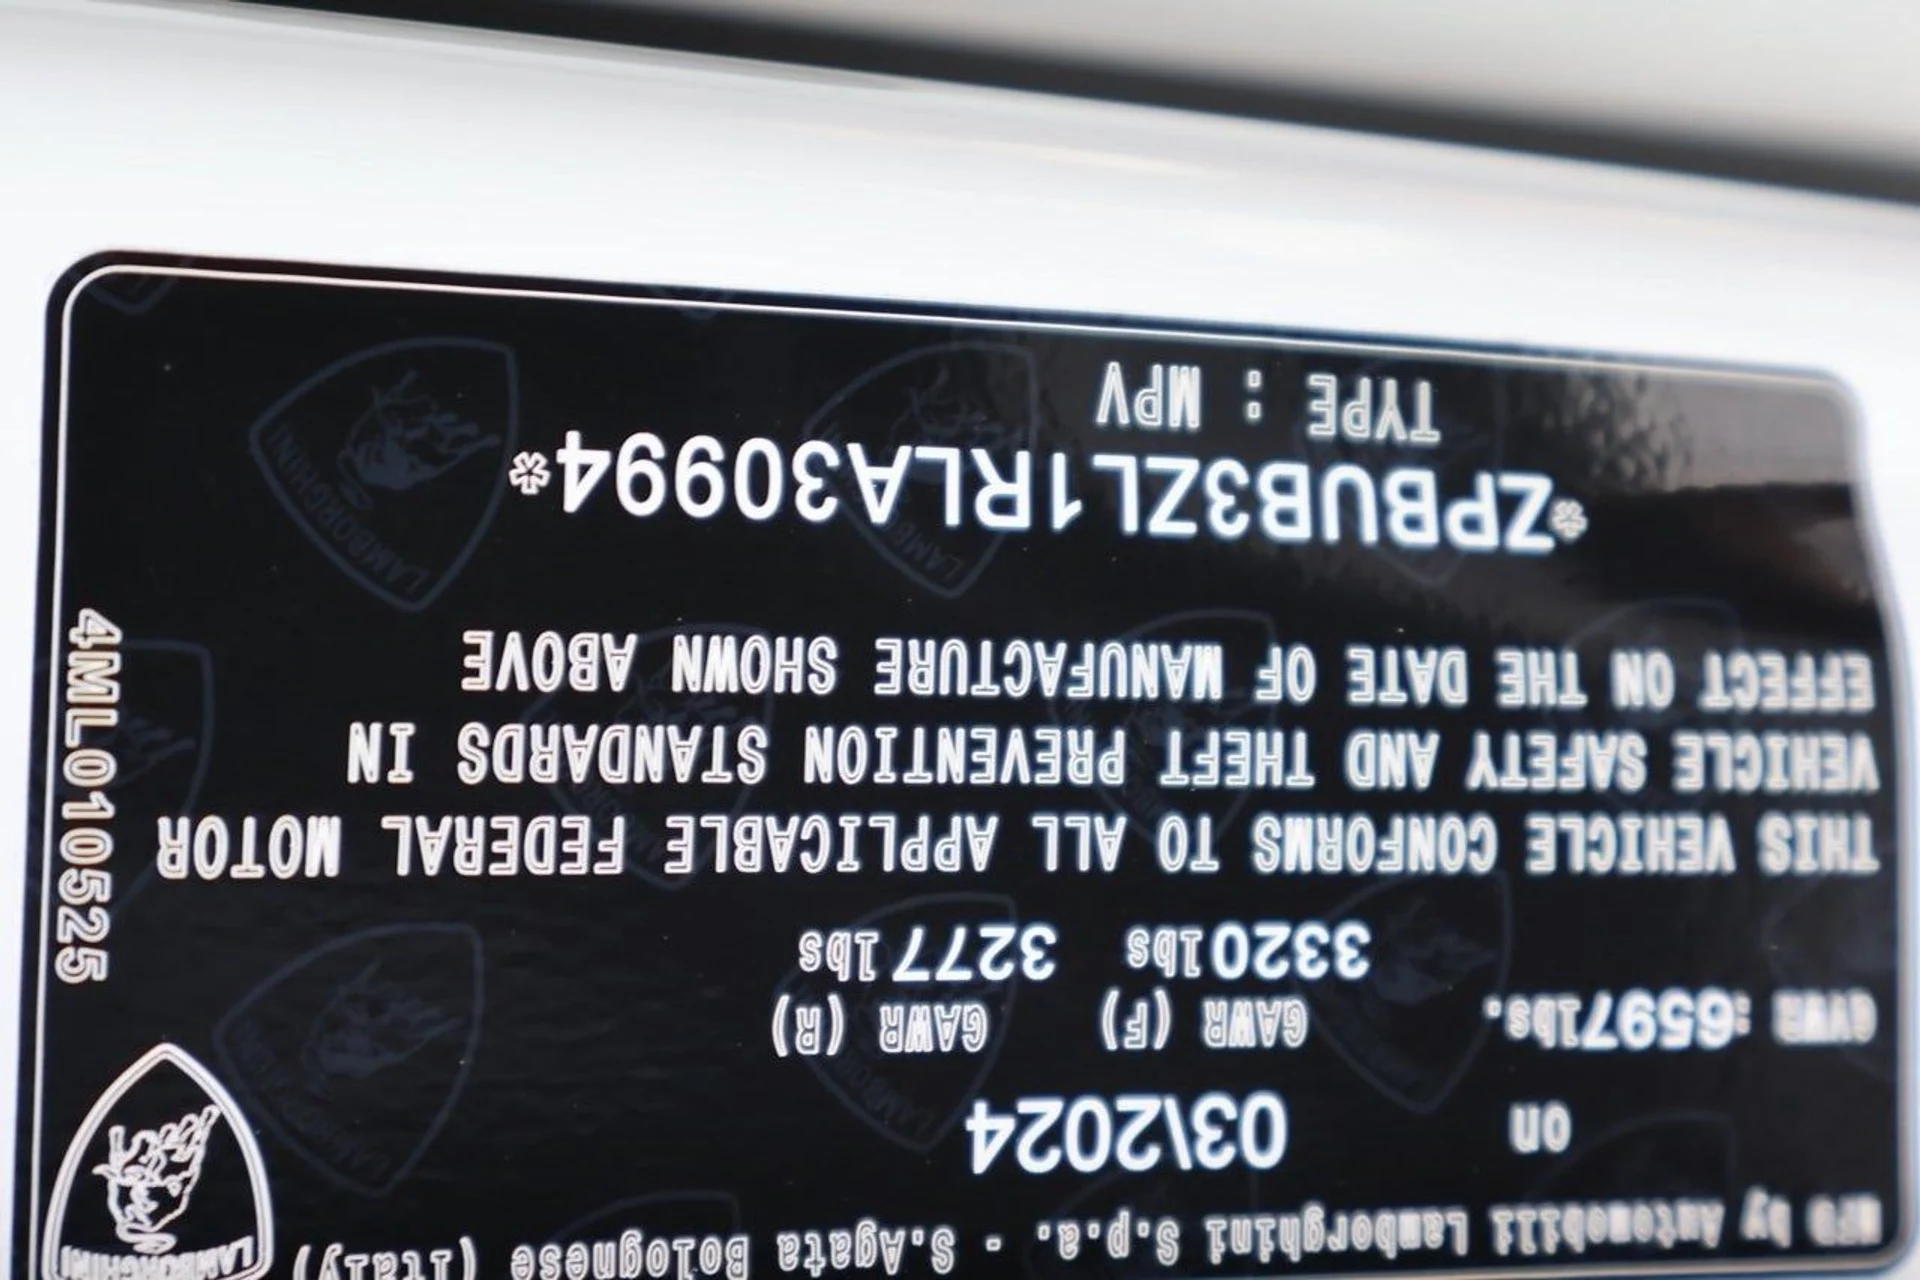 MFD by Automobili Lamborghini S.p.a. - S.Agata Bolognese (Italy)
on 03\2024
GVWR :6597lbs. GAWR (F) GAWR (R)
3320lbs 3277lbs
THIS VEHICLE CONFORMS TO ALL APPLICABLE FEDERAL MOTOR
VEHICLE SAFETY AND THEFT PREVENTION STANDARDS IN
EFFECT ON THE DATE OF MANUFACTURE SHOWN ABOVE
*ZPBUB3ZL1RLA30994*
TYPE : MPV
4ML010525
LAMBORGHINI